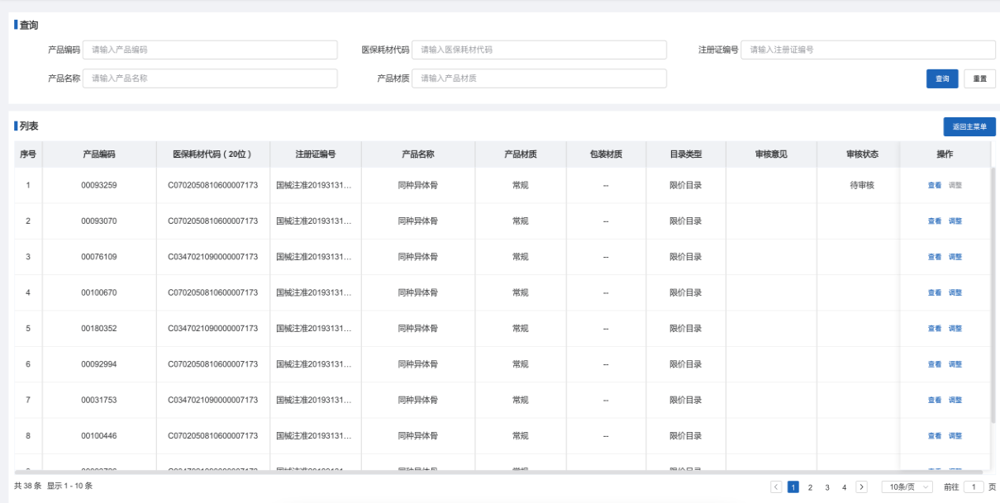 查询
产品编码 请输入产品编码 医保耗材代码 请输入医保耗材代码 注册证编号 请输入注册证编号
产品名称 请输入产品名称 产品材质 请输入产品材质 查询 重置
列表 返回主菜单
序号 产品编码 医保耗材代码（20位） 注册证编号 产品名称 产品材质 包装材质 目录类型 审核意见 审核状态 操作
1 00093259 C0702050810600007173 国械注准20193131... 同种异体骨 常规 -- 限价目录 待审核 查看 调整
2 00093070 C0702050810600007173 国械注准20193131... 同种异体骨 常规 -- 限价目录 查看 调整
3 00076109 C0347021090000007173 国械注准20193131... 同种异体骨 常规 -- 限价目录 查看 调整
4 00100670 C0702050810600007173 国械注准20193131... 同种异体骨 常规 -- 限价目录 查看 调整
5 00180352 C0347021090000007173 国械注准20193131... 同种异体骨 常规 -- 限价目录 查看 调整
6 00092994 C0702050810600007173 国械注准20193131... 同种异体骨 常规 -- 限价目录 查看 调整
7 00031753 C0347021090000007173 国械注准20193131... 同种异体骨 常规 -- 限价目录 查看 调整
8 00100446 C0702050810600007173 国械注准20193131... 同种异体骨 常规 -- 限价目录 查看 调整
共 38 条 显示 1 - 10 条 1 2 3 4 10条/页 前往 1 页